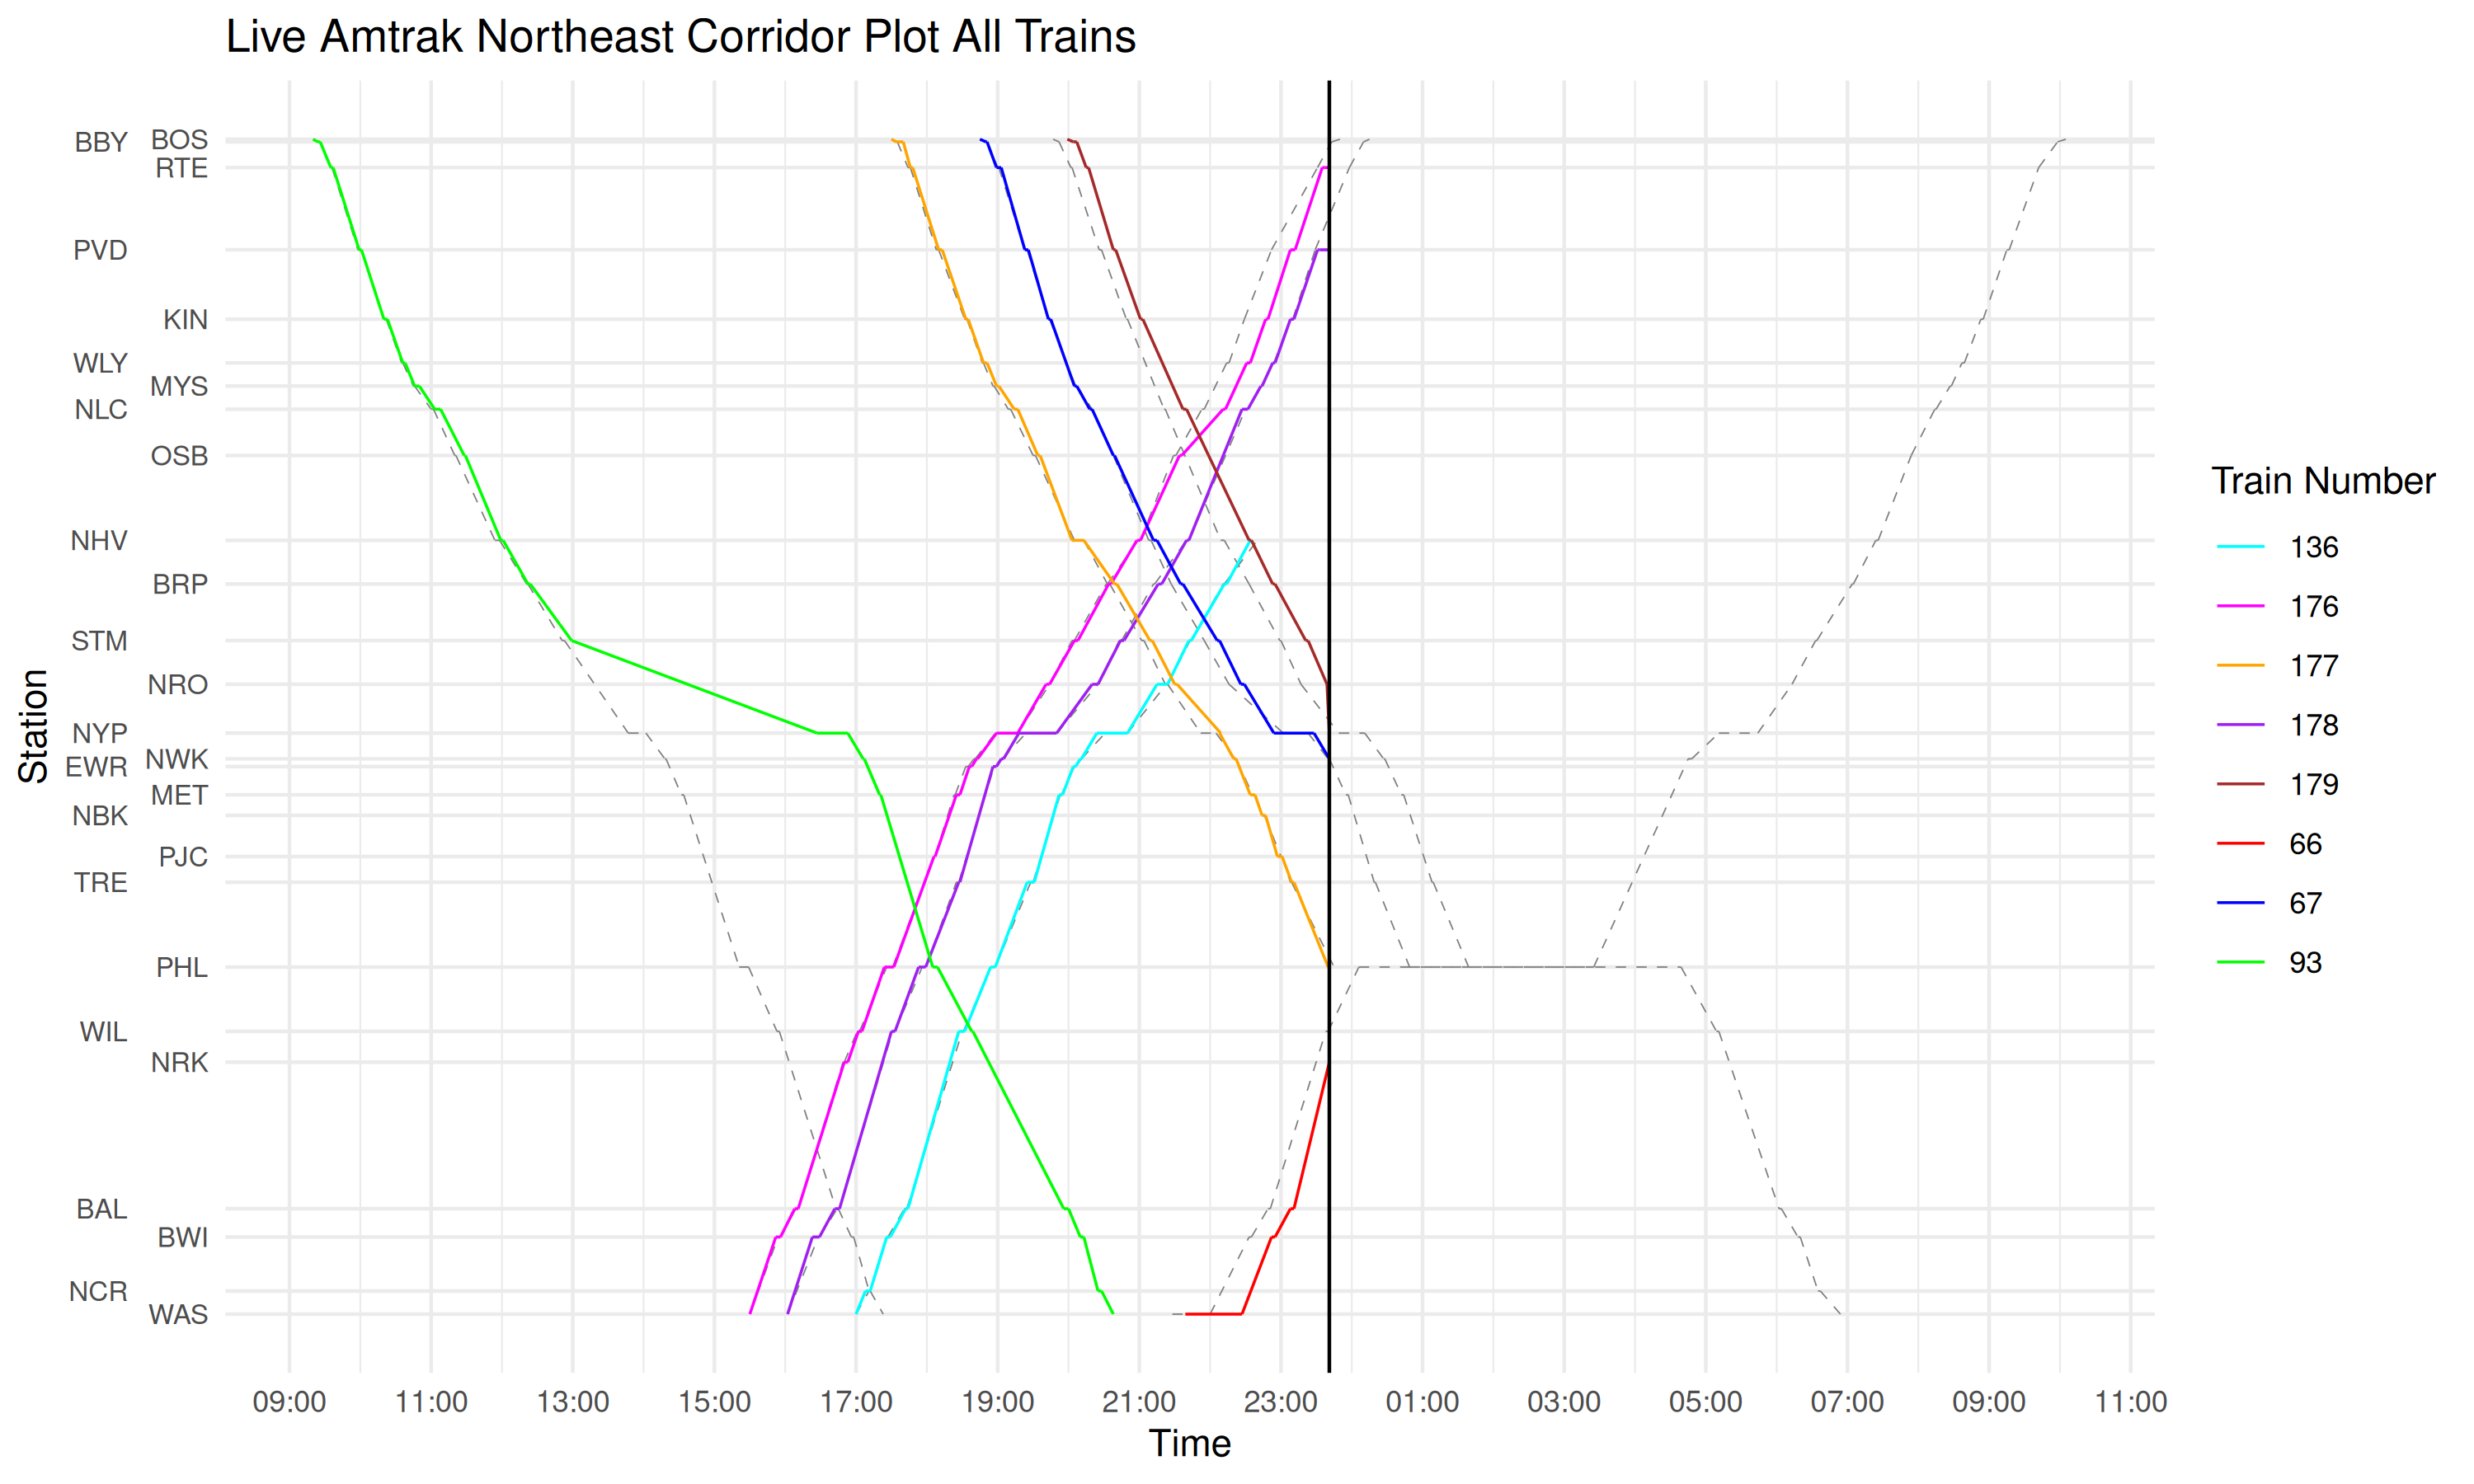 Live Amtrak Northeast Corridor Plot All Trains
BBY BOS
RTE
PVD
KIN
WLY
MYS
NLC
OSB
NHV
BRP
STM
NRO
NYP
NWK
EWR
MET
NBK
PJC
TRE
PHL
WIL
NRK
BAL
BWI
NCR
WAS
Station
09:00 11:00 13:00 15:00 17:00 19:00 21:00 23:00 01:00 03:00 05:00 07:00 09:00 11:00
Time
Train Number
136
176
177
178
179
66
67
93